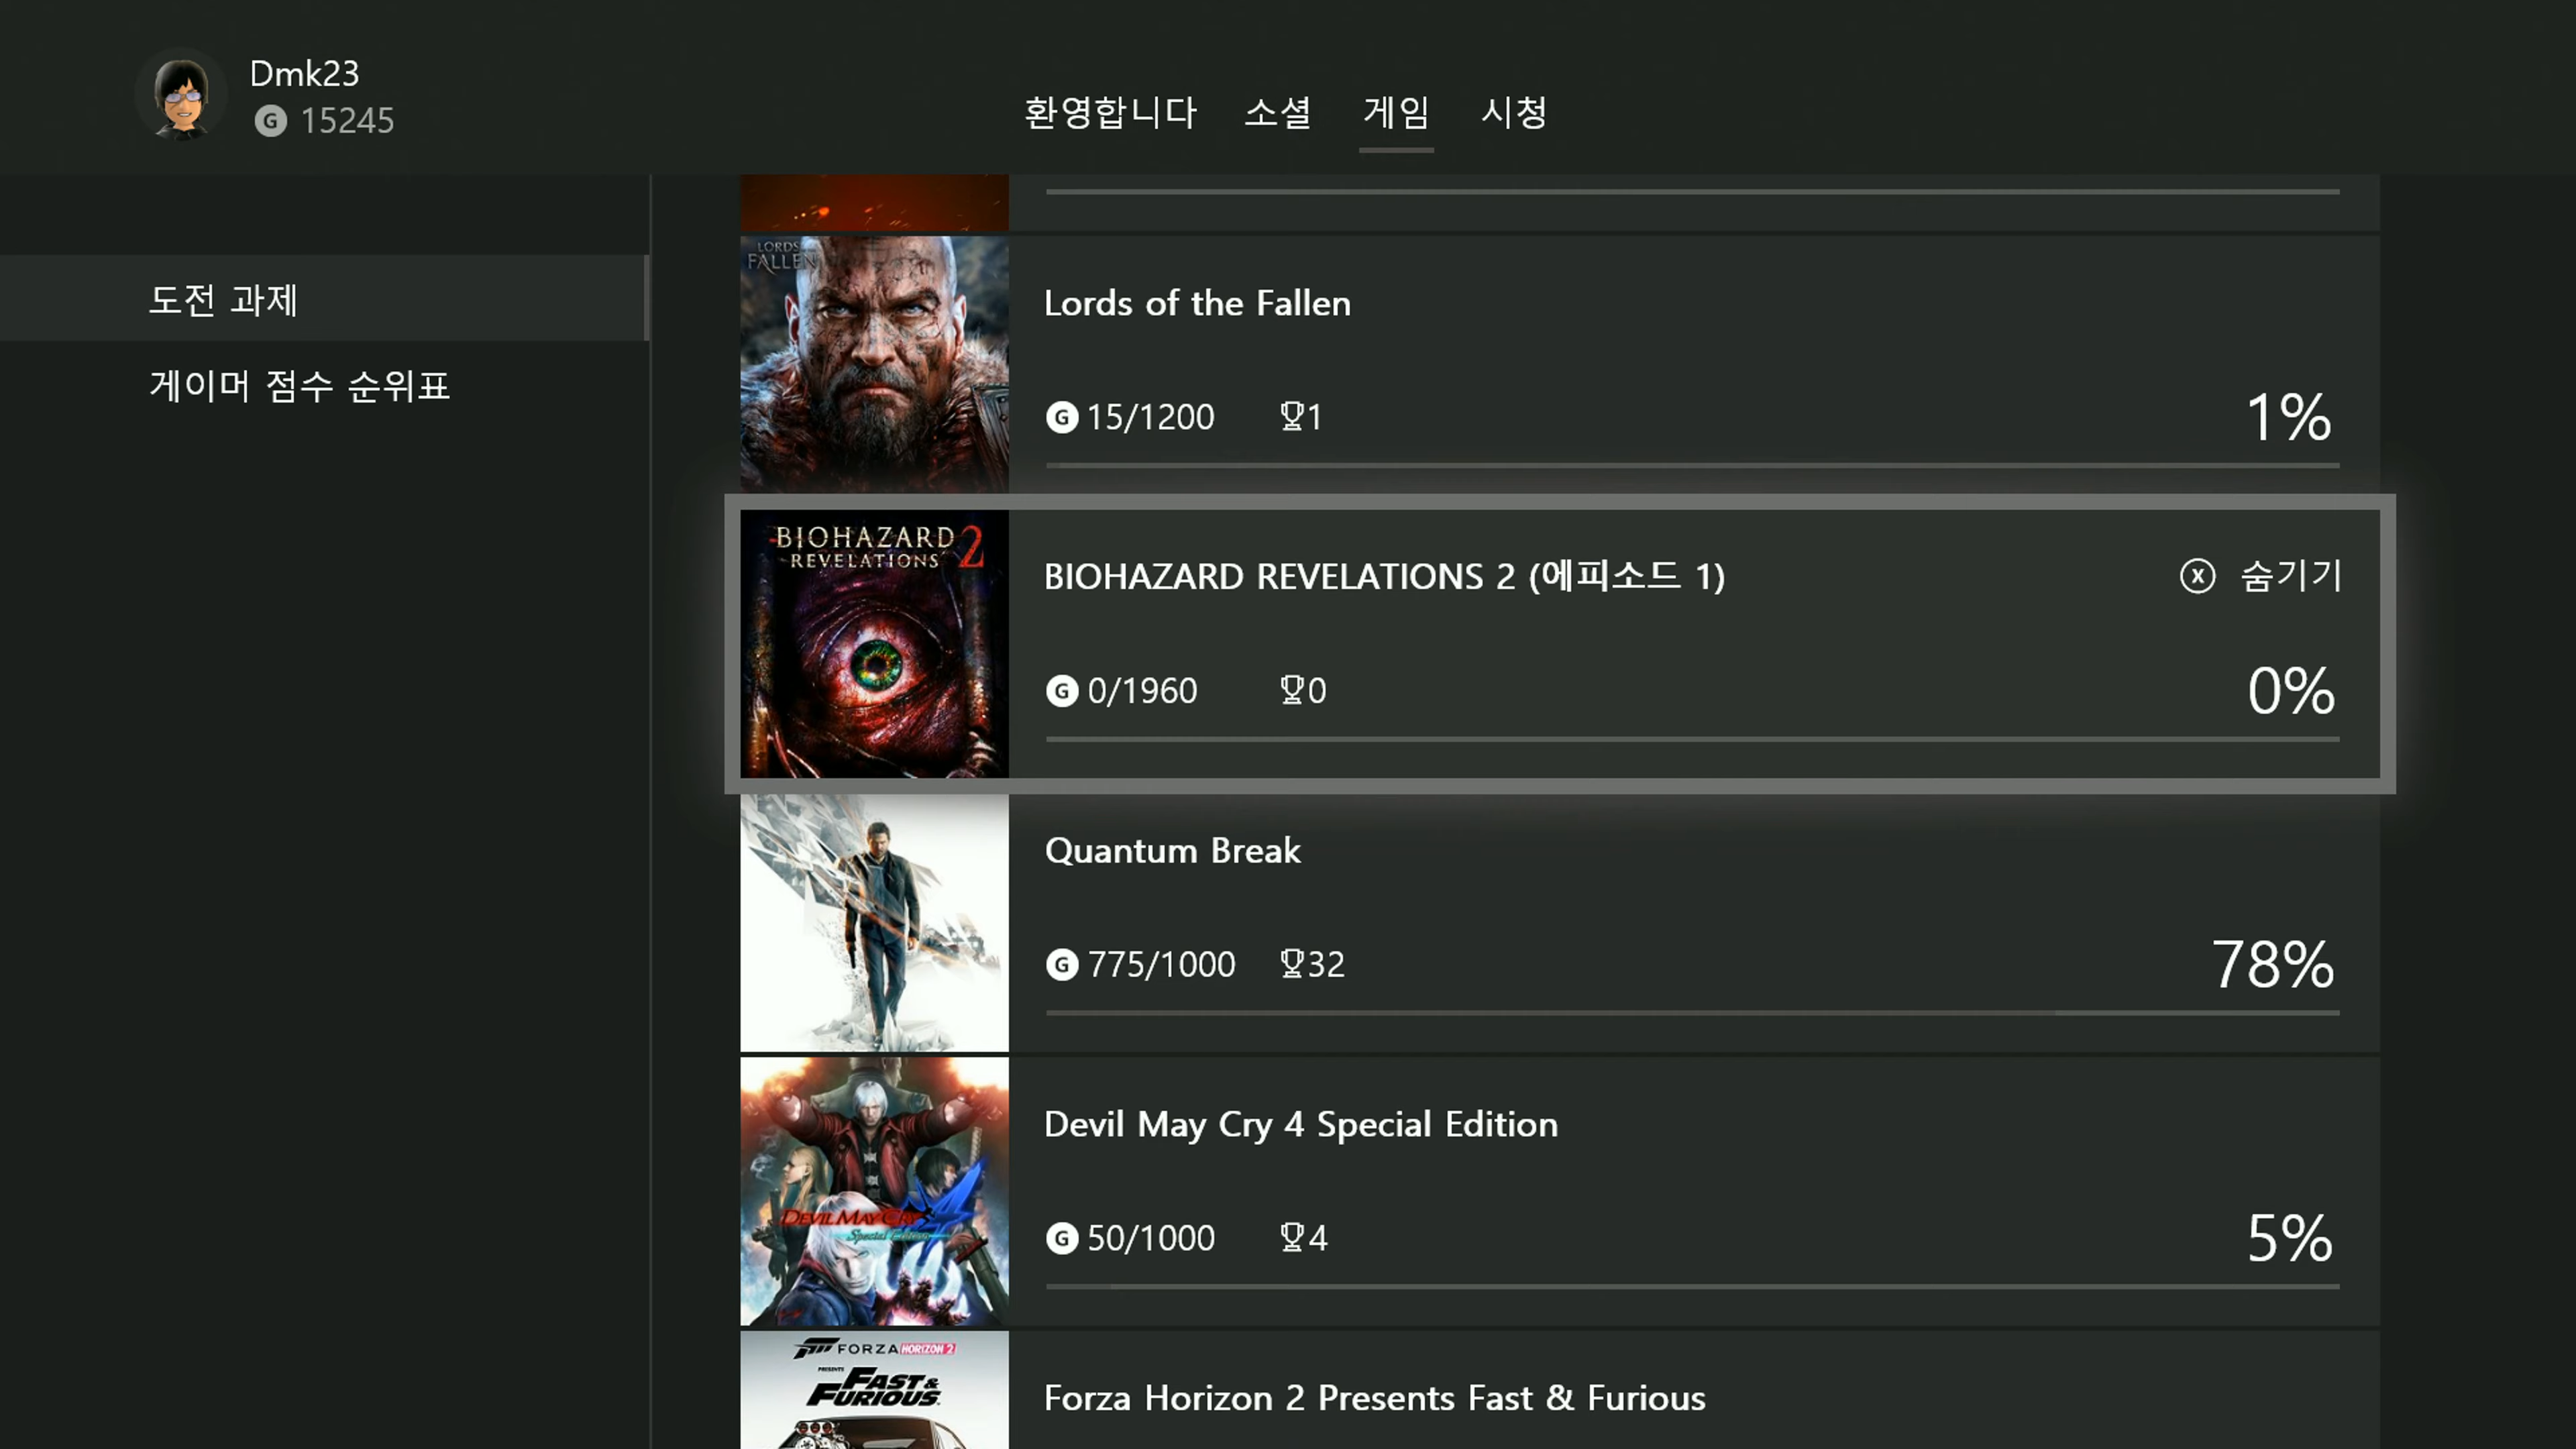 Dmk23
G 15245
환영합니다 소셜 게임 시청
도전 과제
게이머 점수 순위표
LORDS
FALLEN
Lords of the Fallen
G 15/1200 1
1%
BIOHAZARD 2
REVELATIONS
BIOHAZARD REVELATIONS 2 (에피소드 1)
X 숨기기
G 0/1960 0
0%
Quantum Break
G 775/1000 32
78%
DEVIL MAY CRY 4
Special Edition
Devil May Cry 4 Special Edition
G 50/1000 4
5%
FORZA HORIZON 2
PRESENTS
FAST &
FURIOUS
Forza Horizon 2 Presents Fast & Furious